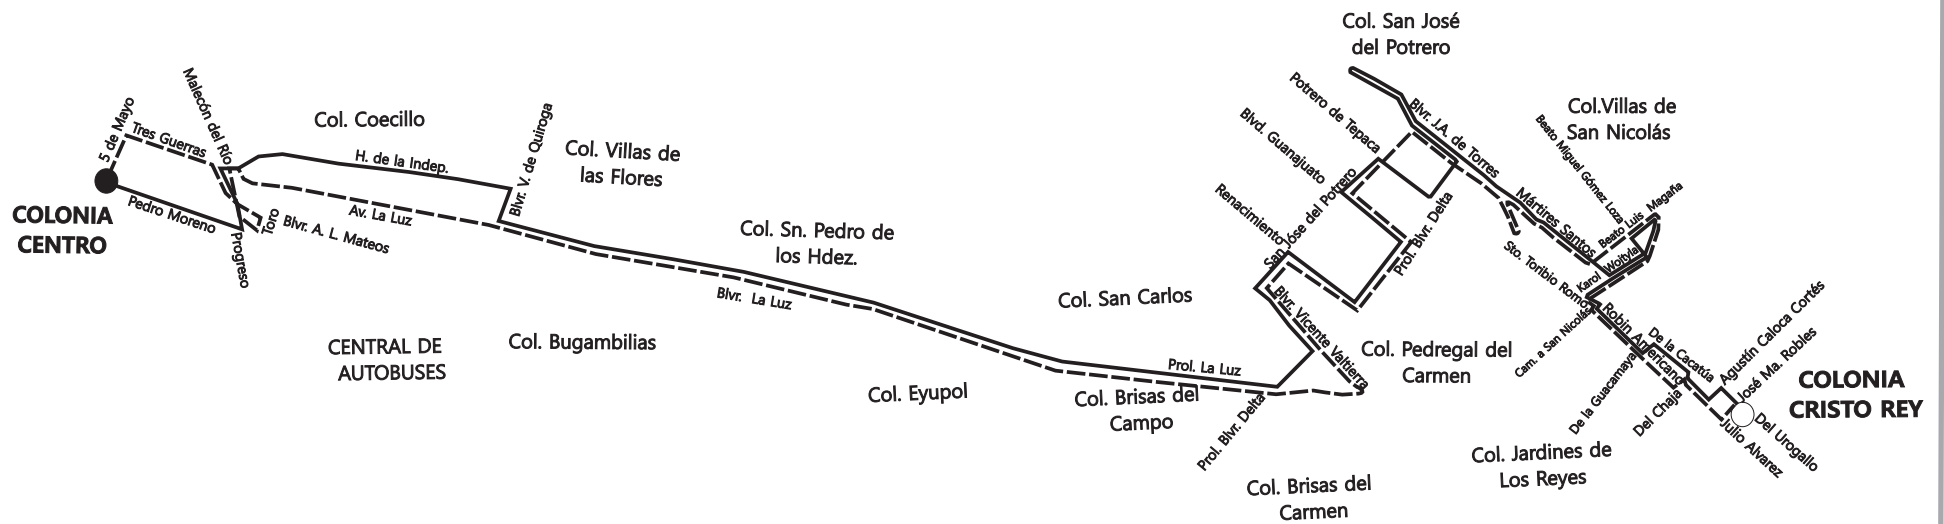 COLONIA
CENTRO
5 de Mayo
Tres Guerras
Pedro Moreno
Malecón del Río
Progreso
Toro
Blvr. A. L. Mateos
Col. Coecillo
H. de la Indep.
Av. La Luz
Blvr. V. de Quiroga
CENTRAL DE
AUTOBUSES
Col. Villas de
las Flores
Col. Bugambilias
Col. Sn. Pedro de
los Hdez.
Blvr. La Luz
Col. Eyupol
Col. San Carlos
Col. Brisas del
Campo
Prol. La Luz
Prol. Blvr. Delta
Blvr. Vicente Valtierra
Col. Brisas del
Carmen
Col. Pedregal del
Carmen
Renacimiento
San Jóse del Potrero
Blvd. Guanajuato
Potrero de Tepaca
Prol. Blvr. Delta
Col. San José
del Potrero
Blvr. J.A. de Torres
Mártires Santos
Col.Villas de
San Nicolás
Beato Miguel Gómez Loza
Beato Luis Magaña
Karol Wojtyla
Sto. Toribio Romo
Cam. a San Nicolás
Robin Americano
De la Cacatúa
De la Guacamaya
Del Chaja
Agustín Caloca Cortés
José Ma. Robles
Del Urogallo
Julio Alvarez
Col. Jardines de
Los Reyes
COLONIA
CRISTO REY